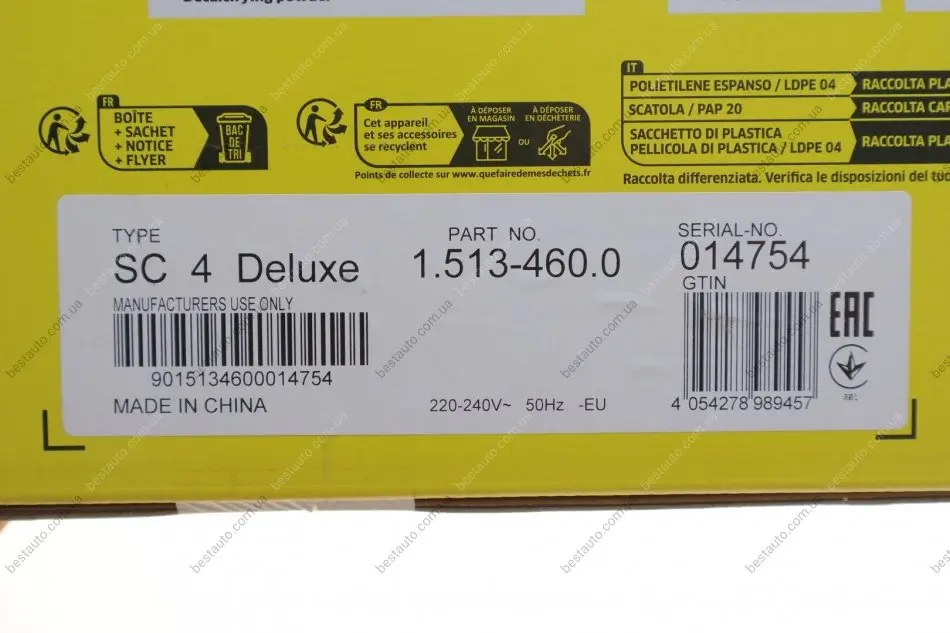 Decalcifying powder
FR
BOÎTE
+ SACHET
+ NOTICE
+ FLYER
BAC
DE
TRI
FR
Cet appareil
et ses accessoires
se recyclent
À DÉPOSER
EN MAGASIN
OU
À DÉPOSER
EN DÉCHÈTERIE
Points de collecte sur www.quefairedemesdechets.fr
IT
POLIETILENE ESPANSO / LDPE 04
RACCOLTA PLA
SCATOLA / PAP 20
RACCOLTA CAR
SACCHETTO DI PLASTICA
PELLICOLA DI PLASTICA / LDPE 04
RACCOLTA PLA
Raccolta differenziata. Verifica le disposizioni del tuo
TYPE
SC 4 Deluxe
PART NO.
1.513-460.0
SERIAL-NO.
014754
MANUFACTURERS USE ONLY
9015134600014754
MADE IN CHINA
220-240V~ 50Hz -EU
GTIN
4 054278 989457
EAC
bestauto.com.ua